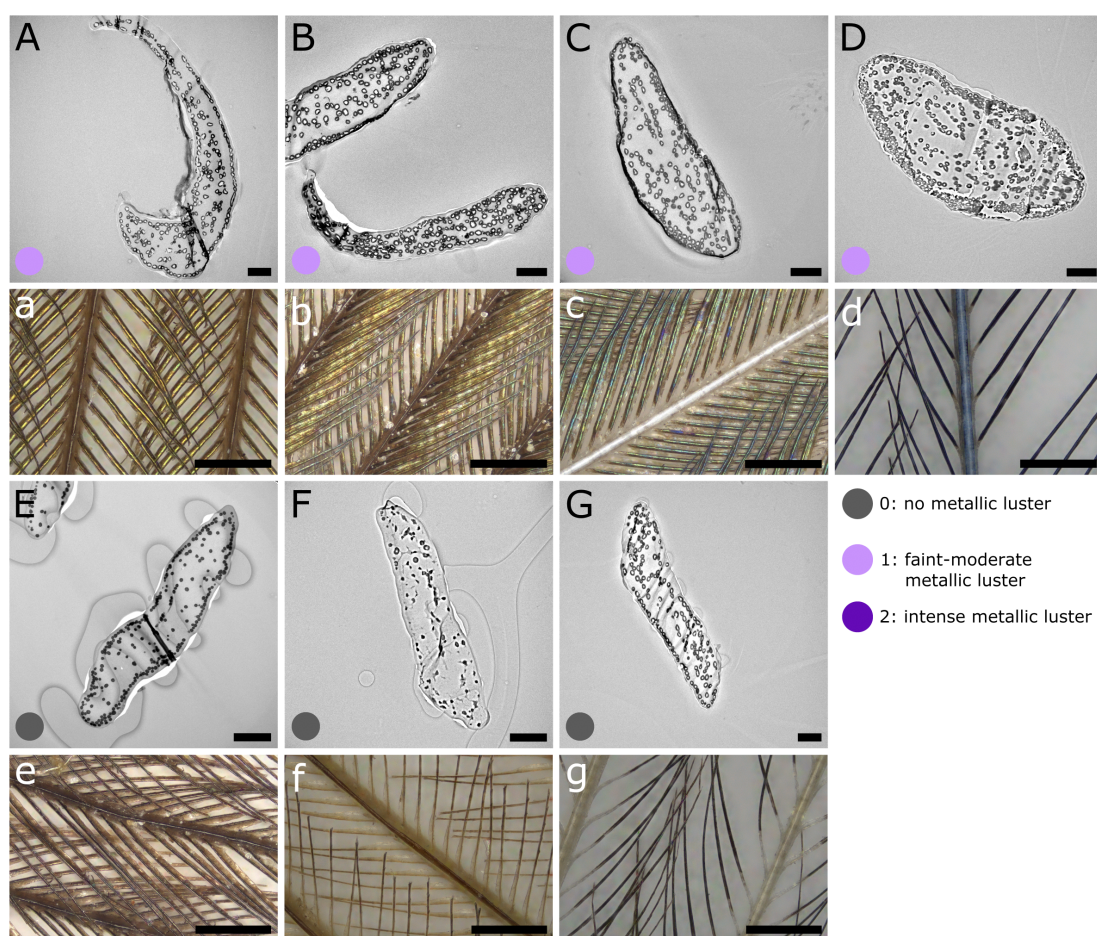 A
B
C
D
a
b
c
d
E
F
G
0: no metallic luster
1: faint-moderate
metallic luster
2: intense metallic luster
e
f
g